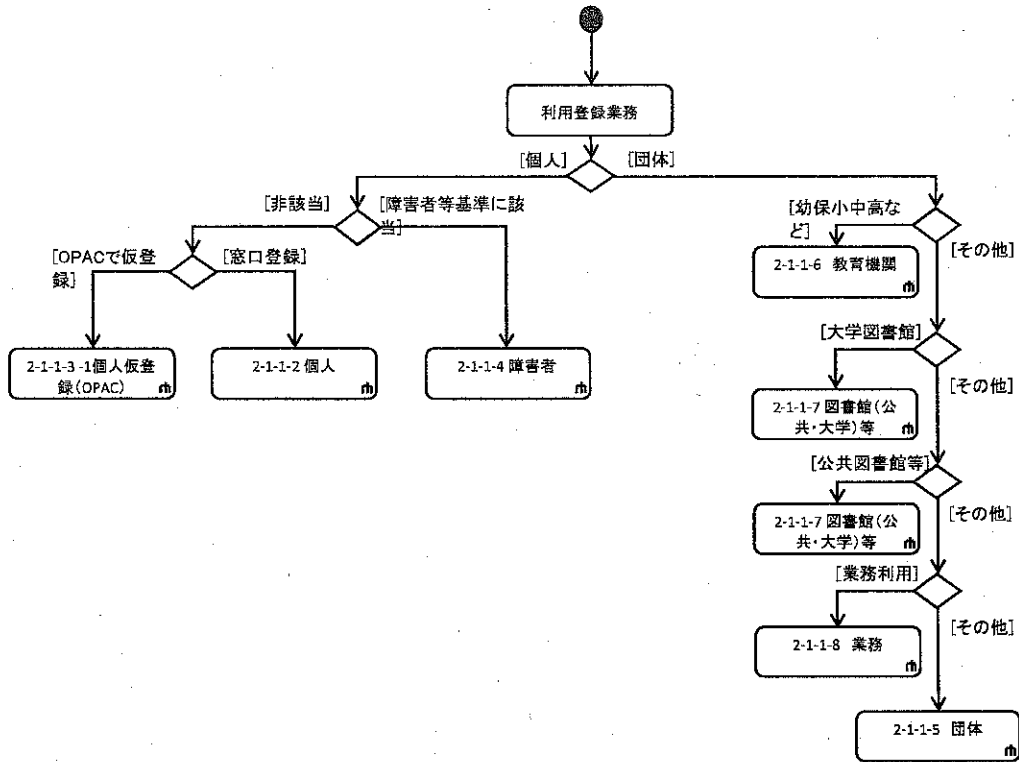 利用登録業務
[個人]
[団体]
[非該当]
[障害者等基準に該
当]
[幼保小中高な
ど]
[OPACで仮登
録]
[窓口登録]
[その他]
2-1-1-6 教育機関
[大学図書館]
2-1-1-3 -1個人仮登
録(OPAC)
2-1-1-2 個人
2-1-1-4 障害者
[その他]
2-1-1-7 図書館(公
共・大学)等
[公共図書館等]
[その他]
2-1-1-7 図書館(公
共・大学)等
[業務利用]
[その他]
2-1-1-8 業務
2-1-1-5 団体